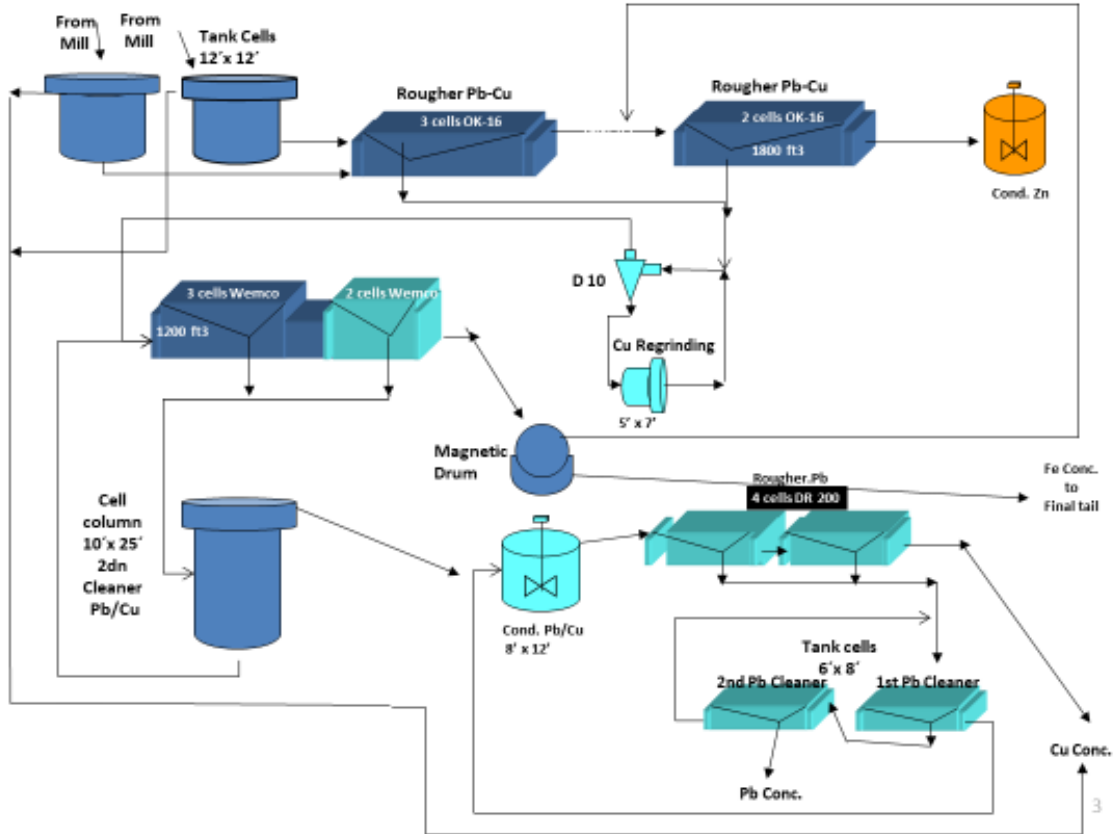 From
Mill
From
Mill
Tank Cells
12´x 12´
Rougher Pb-Cu
3 cells OK-16
Rougher Pb-Cu
2 cells OK-16
1800 ft3
Cond. Zn
D 10
3 cells Wemco
2 cells Wemco
1200 ft3
Cu Regrinding
5' x 7'
Magnetic
Drum
Fe Conc.
to
Final tail
Rougher.Pb
4 cells DR 200
Cell
column
10´x 25´
2dn
Cleaner
Pb/Cu
Cond. Pb/Cu
8' x 12'
Tank cells
6´x 8´
2nd Pb Cleaner
1st Pb Cleaner
Cu Conc.
Pb Conc.
3